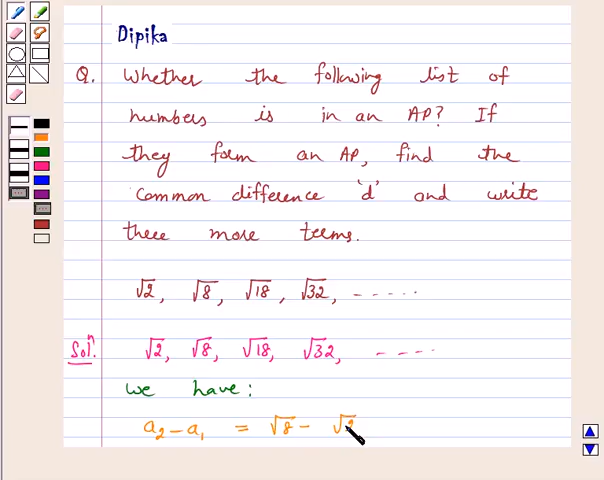 Dipika
Q. Whether the following list of
numbers is in an AP? If
they form an AP, find the
common difference 'd' and write
three more terms.
√2, √8, √18, √32, ------
Solⁿ. √2, √8, √18, √32, ----
We have:
a₂ - a₁ = √8 - √2